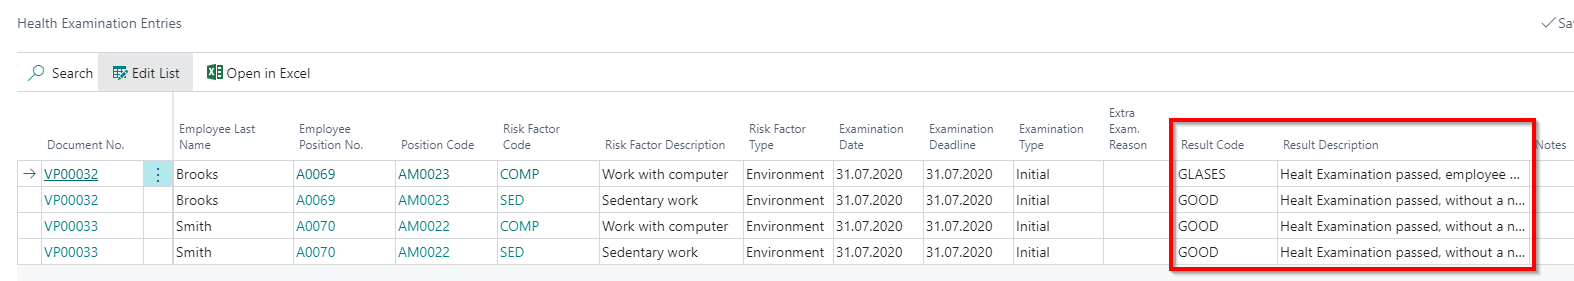 Health Examination Entries
Sav
Search Edit List Open in Excel
Document No. Employee Last Name Employee Position No. Position Code Risk Factor Code Risk Factor Description Risk Factor Type Examination Date Examination Deadline Examination Type Extra Exam. Reason Result Code Result Description Notes
VP00032 Brooks A0069 AM0023 COMP Work with computer Environment 31.07.2020 31.07.2020 Initial GLASES Healt Examination passed, employee ...
VP00032 Brooks A0069 AM0023 SED Sedentary work Environment 31.07.2020 31.07.2020 Initial GOOD Healt Examination passed, without a n...
VP00033 Smith A0070 AM0022 COMP Work with computer Environment 31.07.2020 31.07.2020 Initial GOOD Healt Examination passed, without a n...
VP00033 Smith A0070 AM0022 SED Sedentary work Environment 31.07.2020 31.07.2020 Initial GOOD Healt Examination passed, without a n...